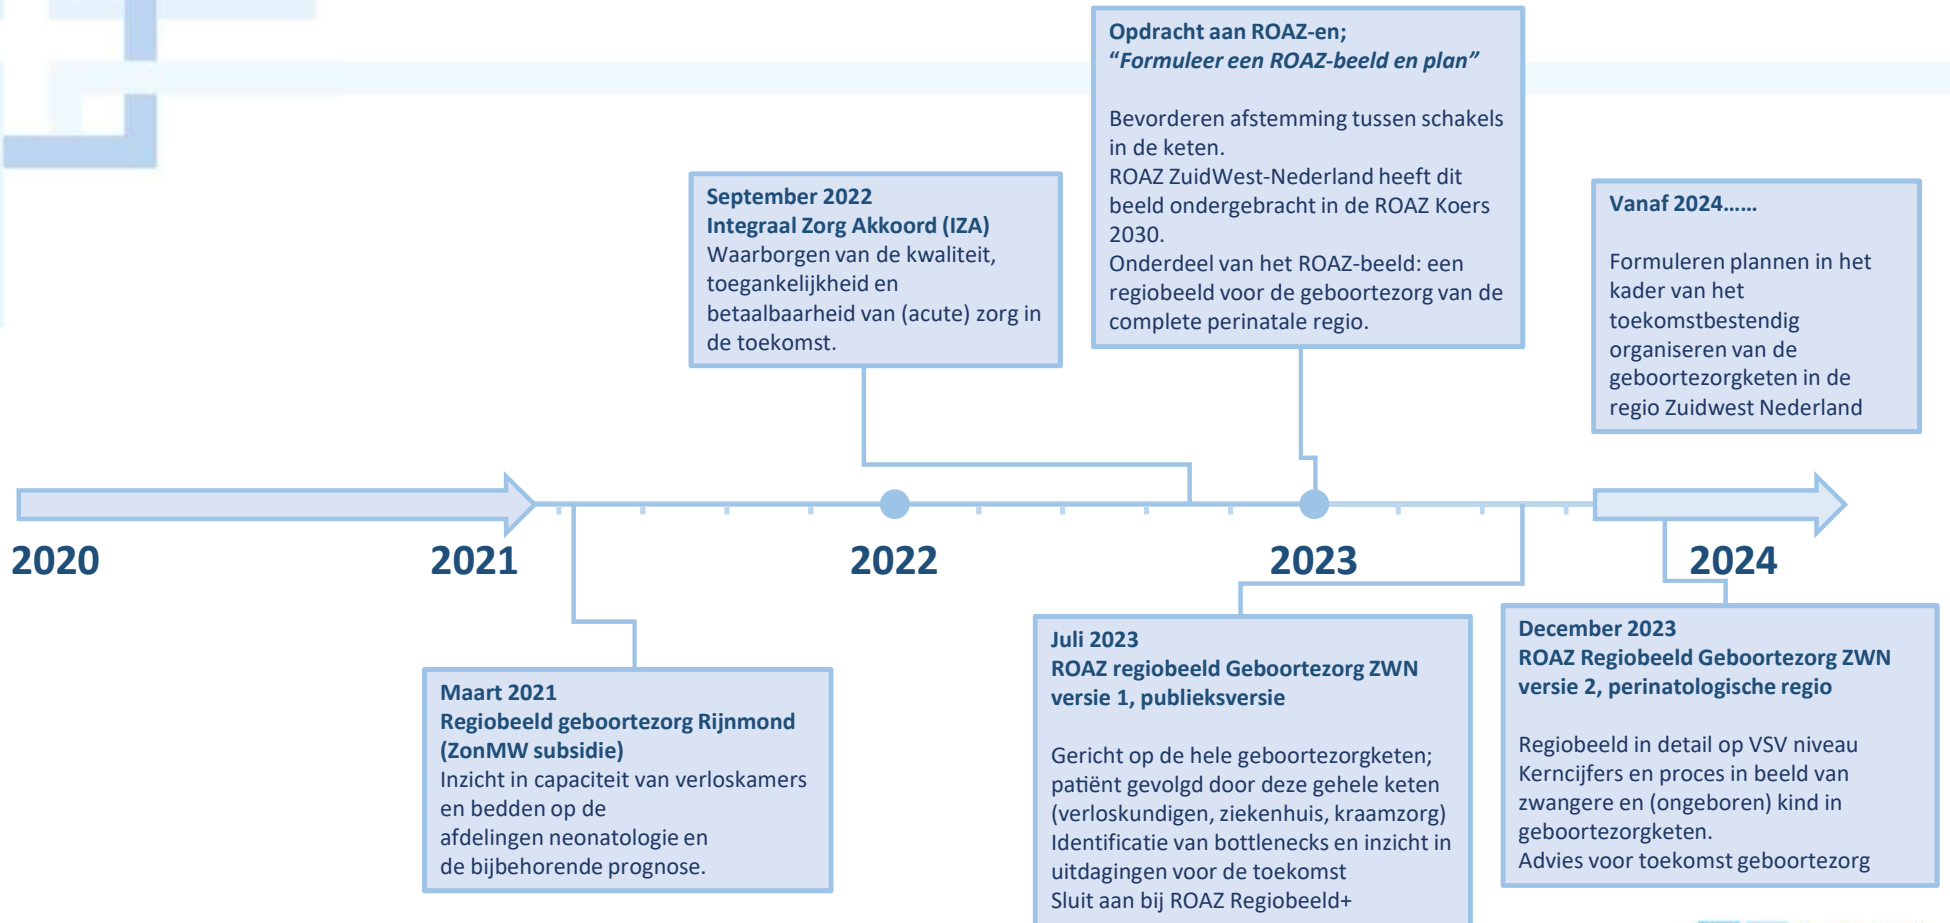 Opdracht aan ROAZ-en;
“Formuleer een ROAZ-beeld en plan”
Bevorderen afstemming tussen schakels
in de keten.
ROAZ ZuidWest-Nederland heeft dit
beeld ondergebracht in de ROAZ Koers
2030.
Onderdeel van het ROAZ-beeld: een
regiobeeld voor de geboortezorg van de
complete perinatale regio.
September 2022
Integraal Zorg Akkoord (IZA)
Waarborgen van de kwaliteit,
toegankelijkheid en
betaalbaarheid van (acute) zorg in
de toekomst.
Vanaf 2024......
Formuleren plannen in het
kader van het
toekomstbestendig
organiseren van de
geboortezorgketen in de
regio Zuidwest Nederland
2020
2021
2022
2023
2024
Maart 2021
Regiobeeld geboortezorg Rijnmond
(ZonMW subsidie)
Inzicht in capaciteit van verloskamers
en bedden op de
afdelingen neonatologie en
de bijbehorende prognose.
Juli 2023
ROAZ regiobeeld Geboortezorg ZWN
versie 1, publieksversie
Gericht op de hele geboortezorgketen;
patiënt gevolgd door deze gehele keten
(verloskundigen, ziekenhuis, kraamzorg)
Identificatie van bottlenecks en inzicht in
uitdagingen voor de toekomst
Sluit aan bij ROAZ Regiobeeld+
December 2023
ROAZ Regiobeeld Geboortezorg ZWN
versie 2, perinatologische regio
Regiobeeld in detail op VSV niveau
Kerncijfers en proces in beeld van
zwangere en (ongeboren) kind in
geboortezorgketen.
Advies voor toekomst geboortezorg